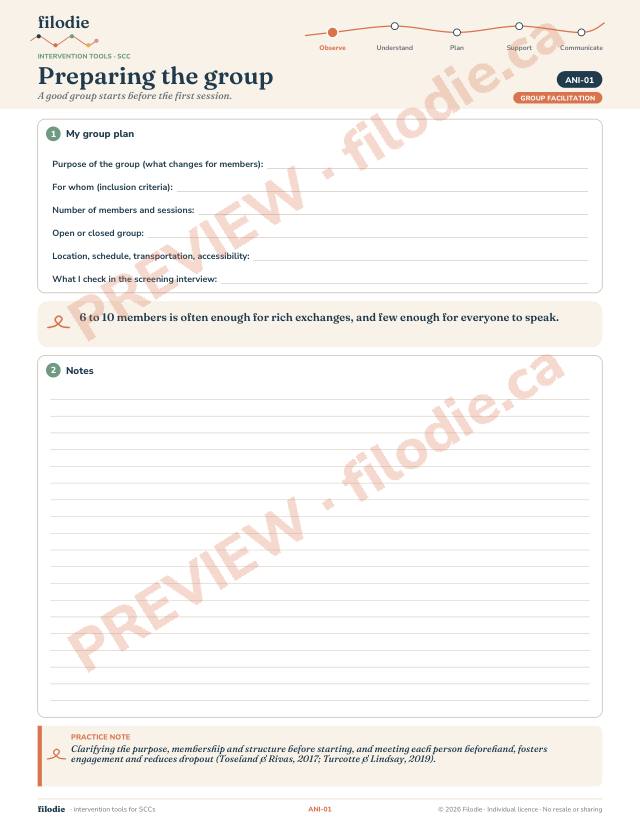 filodie
INTERVENTION TOOLS · SCC
Preparing the group
A good group starts before the first session.
Observe
Understand
Plan
Support
Communicate
ANI-01
GROUP FACILITATION
1 My group plan
Purpose of the group (what changes for members):
For whom (inclusion criteria):
Number of members and sessions:
Open or closed group:
Location, schedule, transportation, accessibility:
What I check in the screening interview:
PREVIEW · filodie.ca
6 to 10 members is often enough for rich exchanges, and few enough for everyone to speak.
2 Notes
PREVIEW · filodie.ca
PRACTICE NOTE
Clarifying the purpose, membership and structure before starting, and meeting each person beforehand, fosters
engagement and reduces dropout (Toseland & Rivas, 2017; Turcotte & Lindsay, 2019).
filodie · intervention tools for SCCs
ANI-01
© 2026 Filodie · Individual licence · No resale or sharing